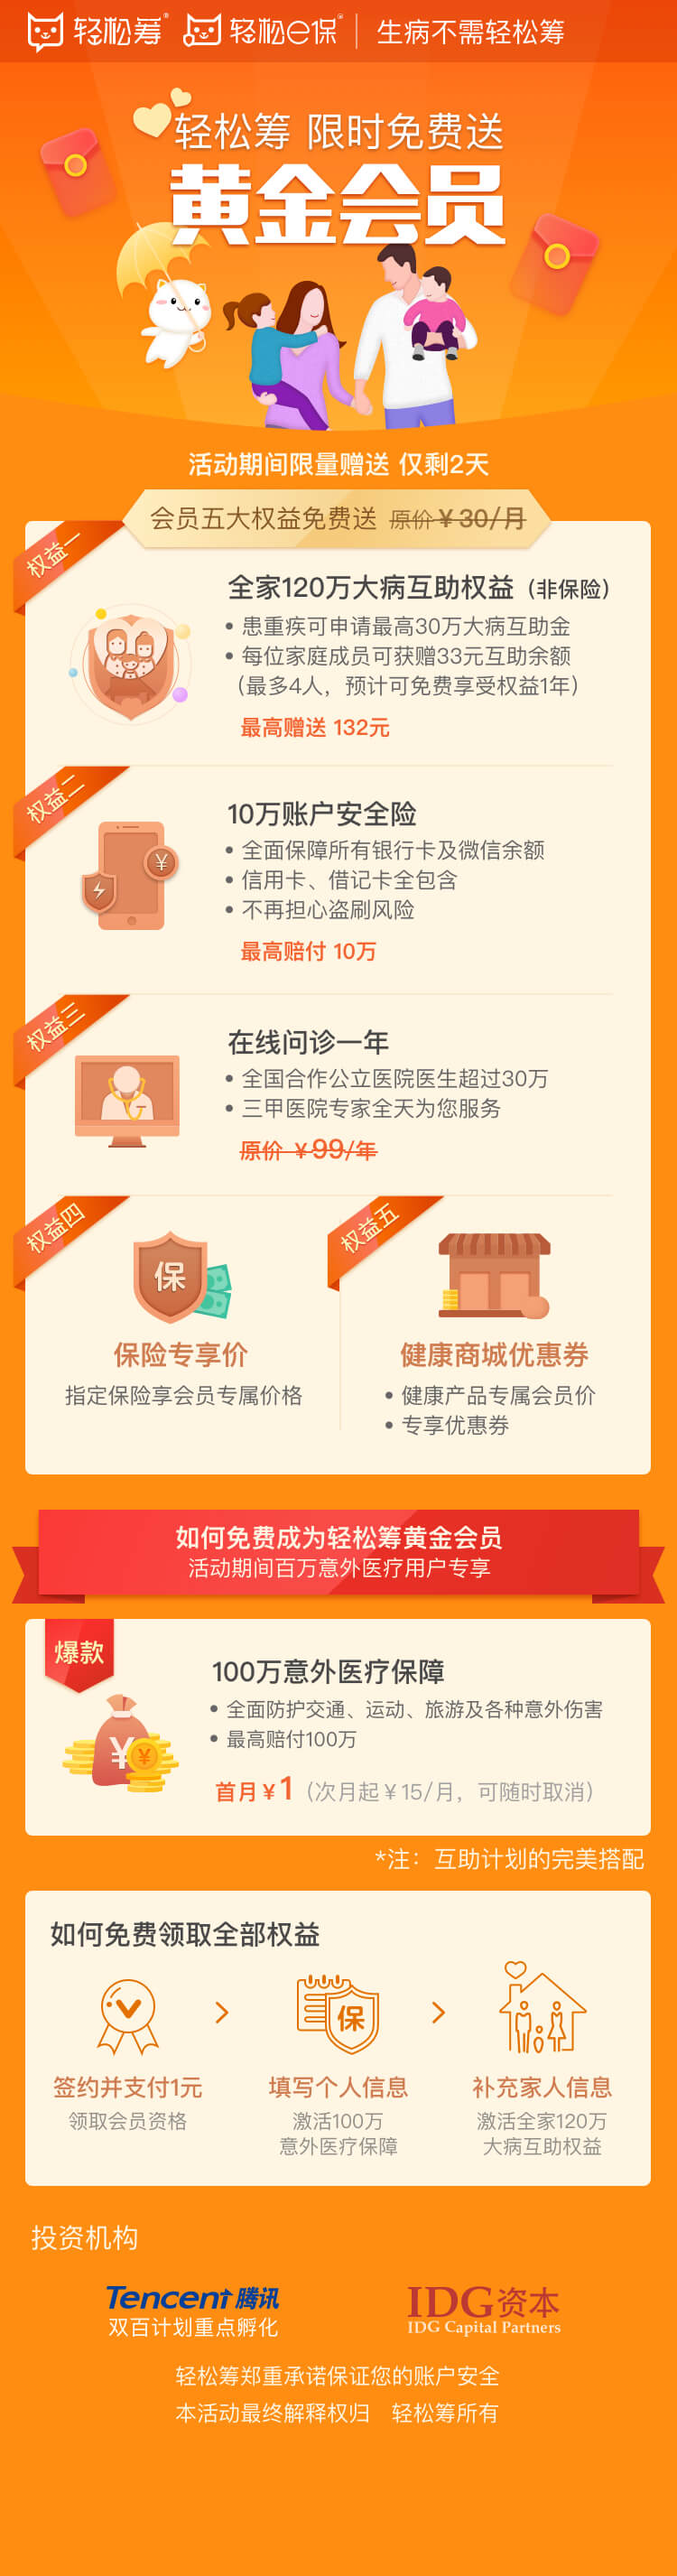 轻松筹® 轻松e保® 生病不需轻松筹
轻松筹 限时免费送
黄金会员
活动期间限量赠送 仅剩2天
会员五大权益免费送 原价 ¥30/月
权益一
全家120万大病互助权益（非保险）
• 患重疾可申请最高30万大病互助金
• 每位家庭成员可获赠33元互助余额
（最多4人，预计可免费享受权益1年）
最高赠送 132元
权益二
10万账户安全险
• 全面保障所有银行卡及微信余额
• 信用卡、借记卡全包含
• 不再担心盗刷风险
最高赔付 10万
¥
权益三
在线问诊一年
• 全国合作公立医院医生超过30万
• 三甲医院专家全天为您服务
原价 ¥99/年
权益四
保
保险专享价
指定保险享会员专属价格
权益五
健康商城优惠券
• 健康产品专属会员价
• 专享优惠券
如何免费成为轻松筹黄金会员
活动期间百万意外医疗用户专享
爆款
100万意外医疗保障
• 全面防护交通、运动、旅游及各种意外伤害
• 最高赔付100万
¥ ¥
首月¥1（次月起¥15/月，可随时取消）
*注：互助计划的完美搭配
如何免费领取全部权益
保
签约并支付1元
领取会员资格
填写个人信息
激活100万
意外医疗保障
补充家人信息
激活全家120万
大病互助权益
投资机构
Tencent 腾讯
双百计划重点孵化
IDG资本
IDG Capital Partners
轻松筹郑重承诺保证您的账户安全
本活动最终解释权归 轻松筹所有